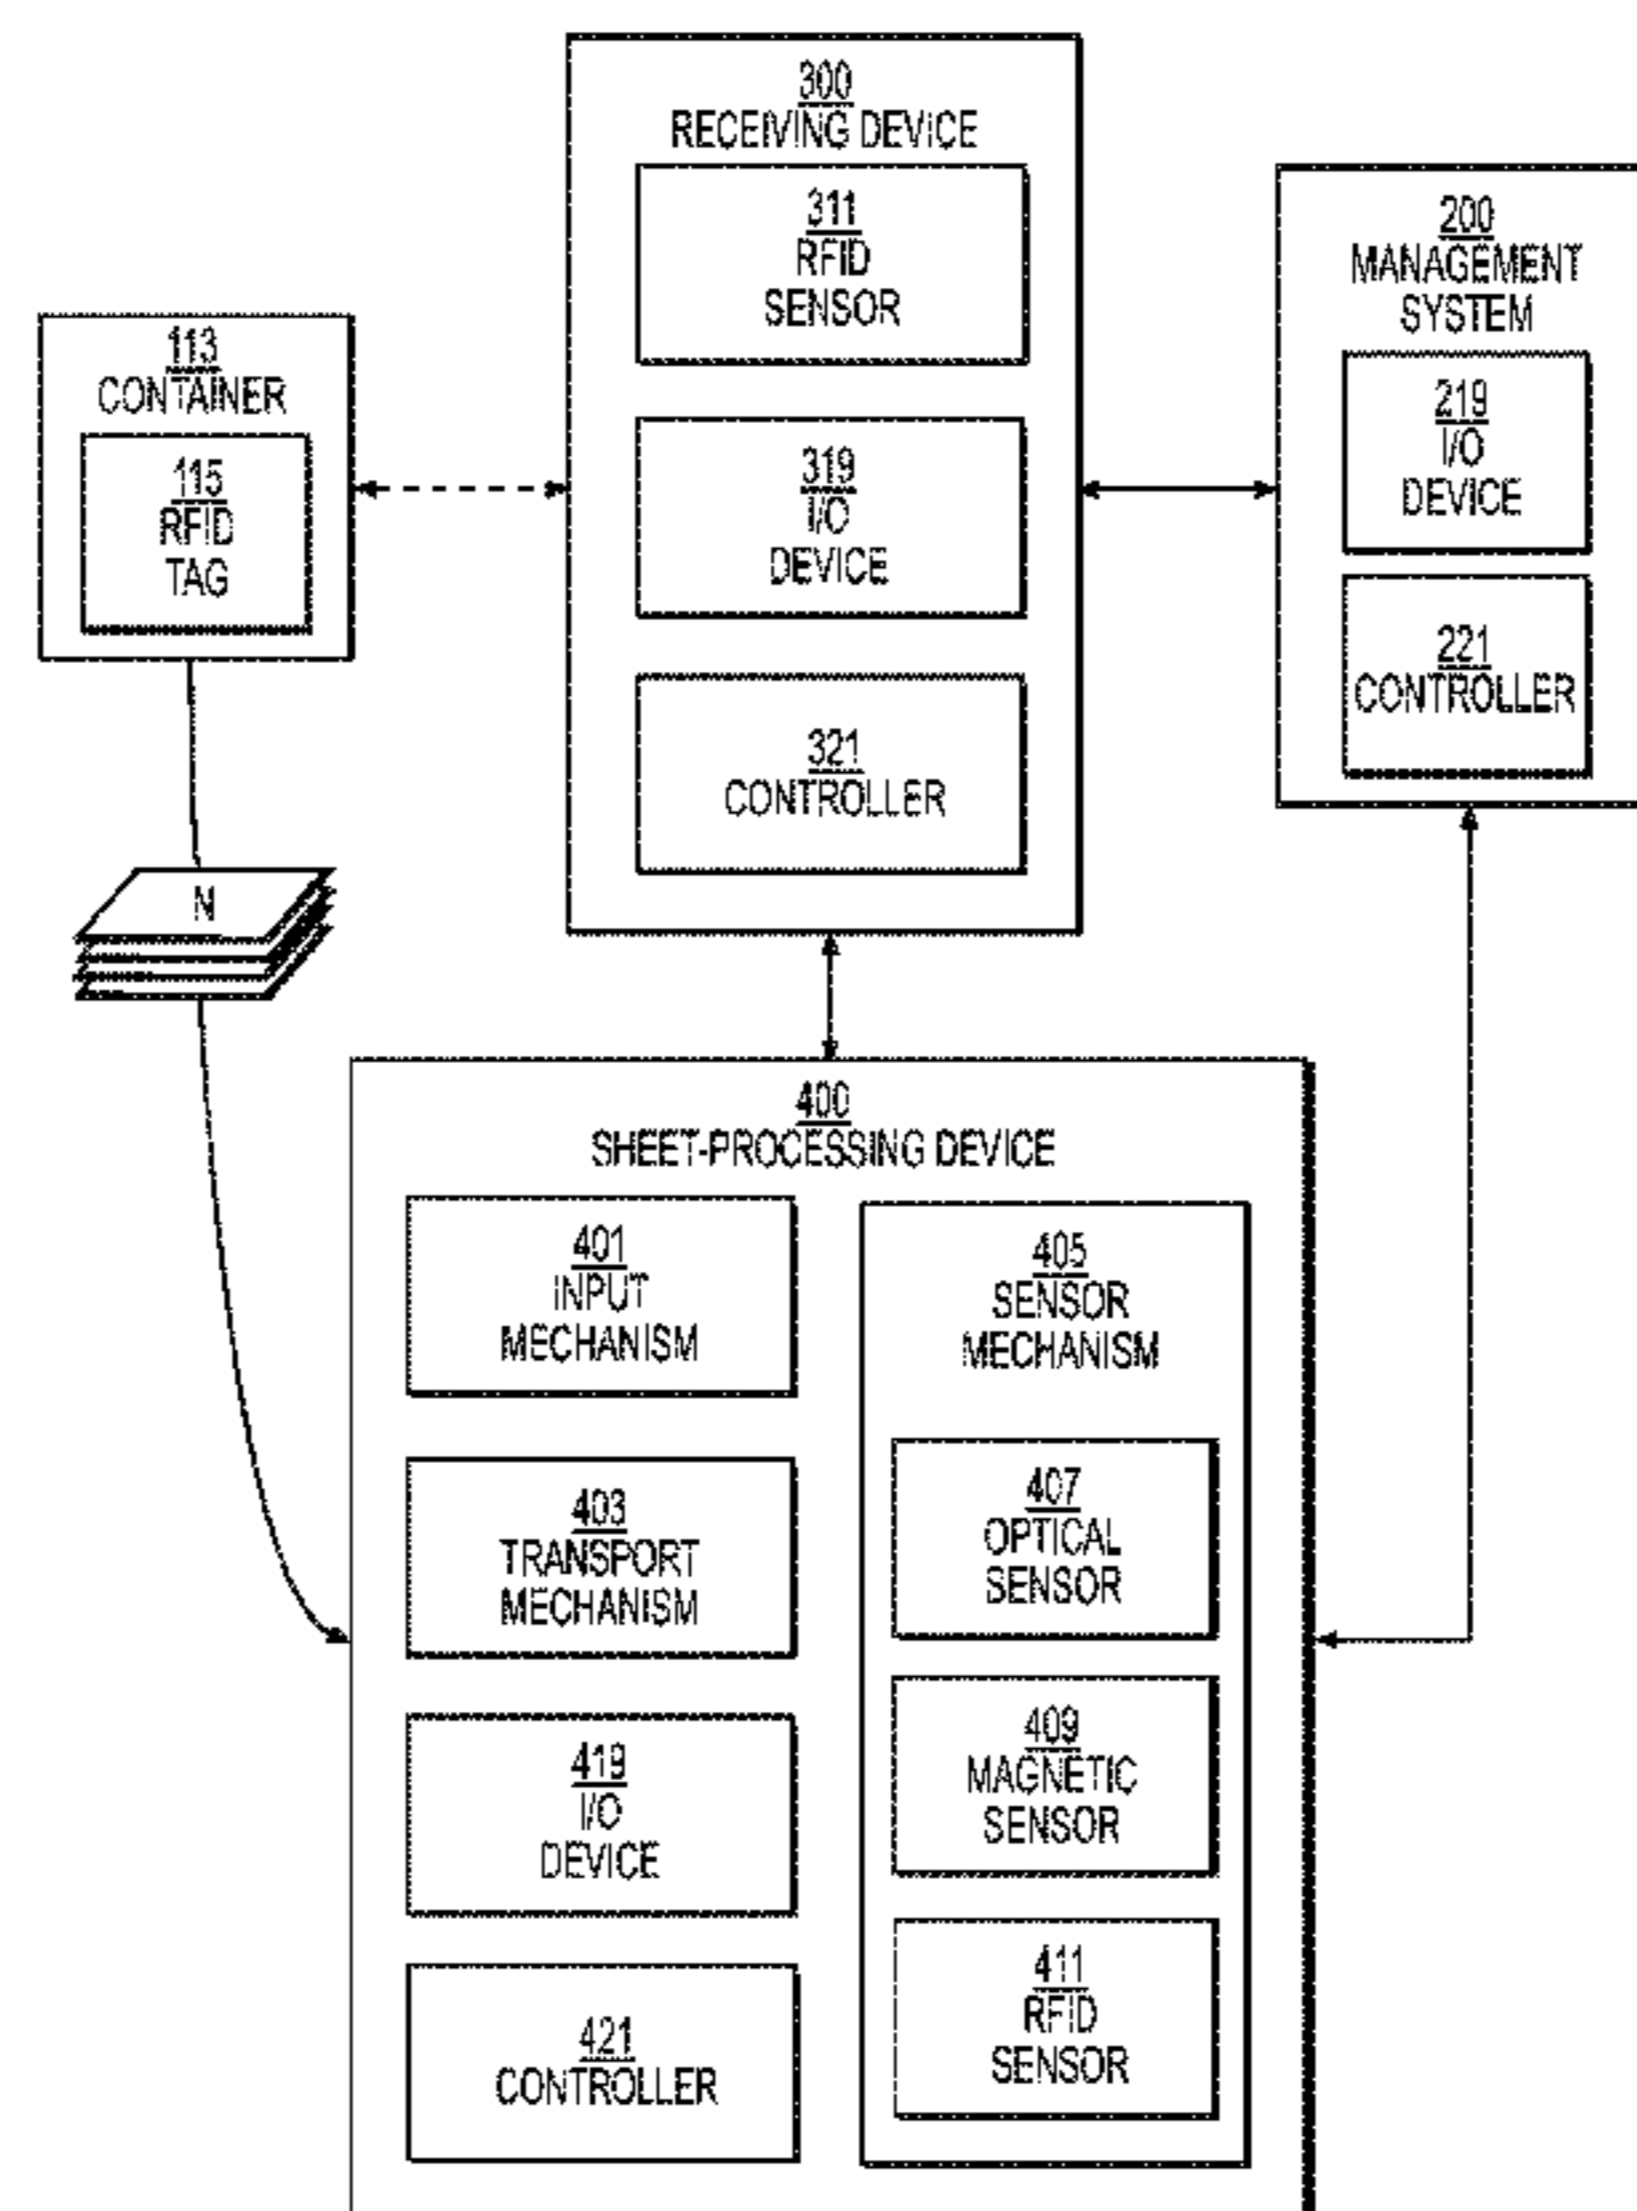 300
RECEIVING DEVICE
311
RFID
SENSOR
319
I/O
DEVICE
321
CONTROLLER
200
MANAGEMENT
SYSTEM
219
I/O
DEVICE
221
CONTROLLER
113
CONTAINER
115
RFID
TAG
N
400
SHEET-PROCESSING DEVICE
401
INPUT
MECHANISM
403
TRANSPORT
MECHANISM
419
I/O
DEVICE
421
CONTROLLER
405
SENSOR
MECHANISM
407
OPTICAL
SENSOR
409
MAGNETIC
SENSOR
411
RFID
SENSOR